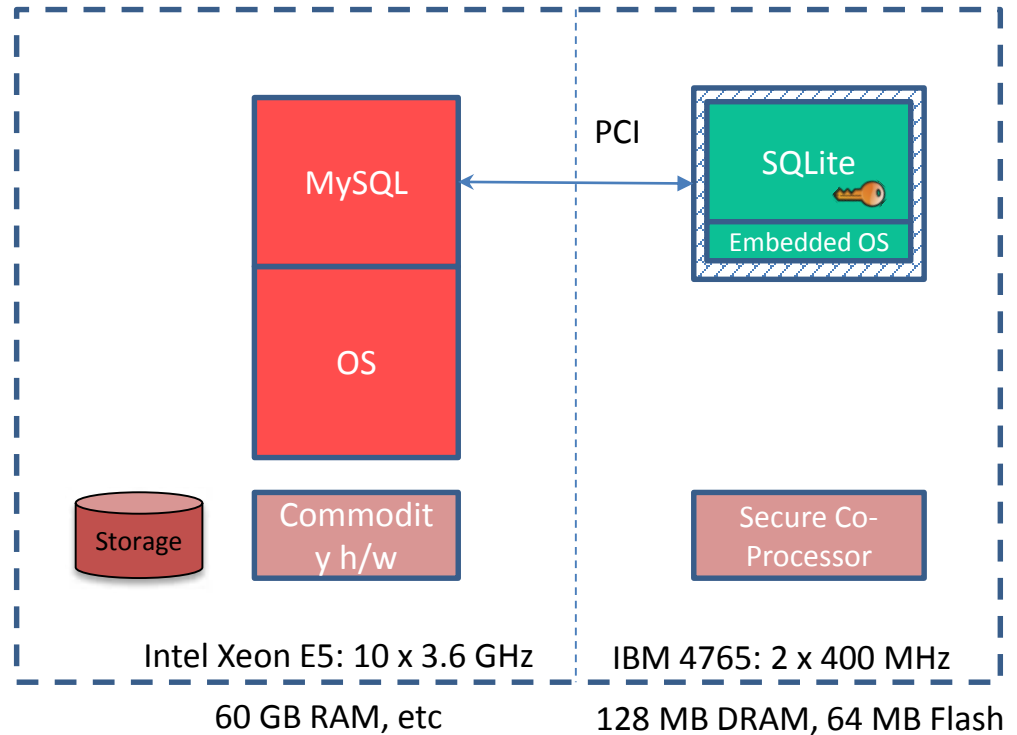 PCI
MySQL
SQLite
Embedded OS
OS
Storage
Commodit
y h/w
Secure Co-
Processor
Intel Xeon E5: 10 x 3.6 GHz
IBM 4765: 2 x 400 MHz
60 GB RAM, etc
128 MB DRAM, 64 MB Flash